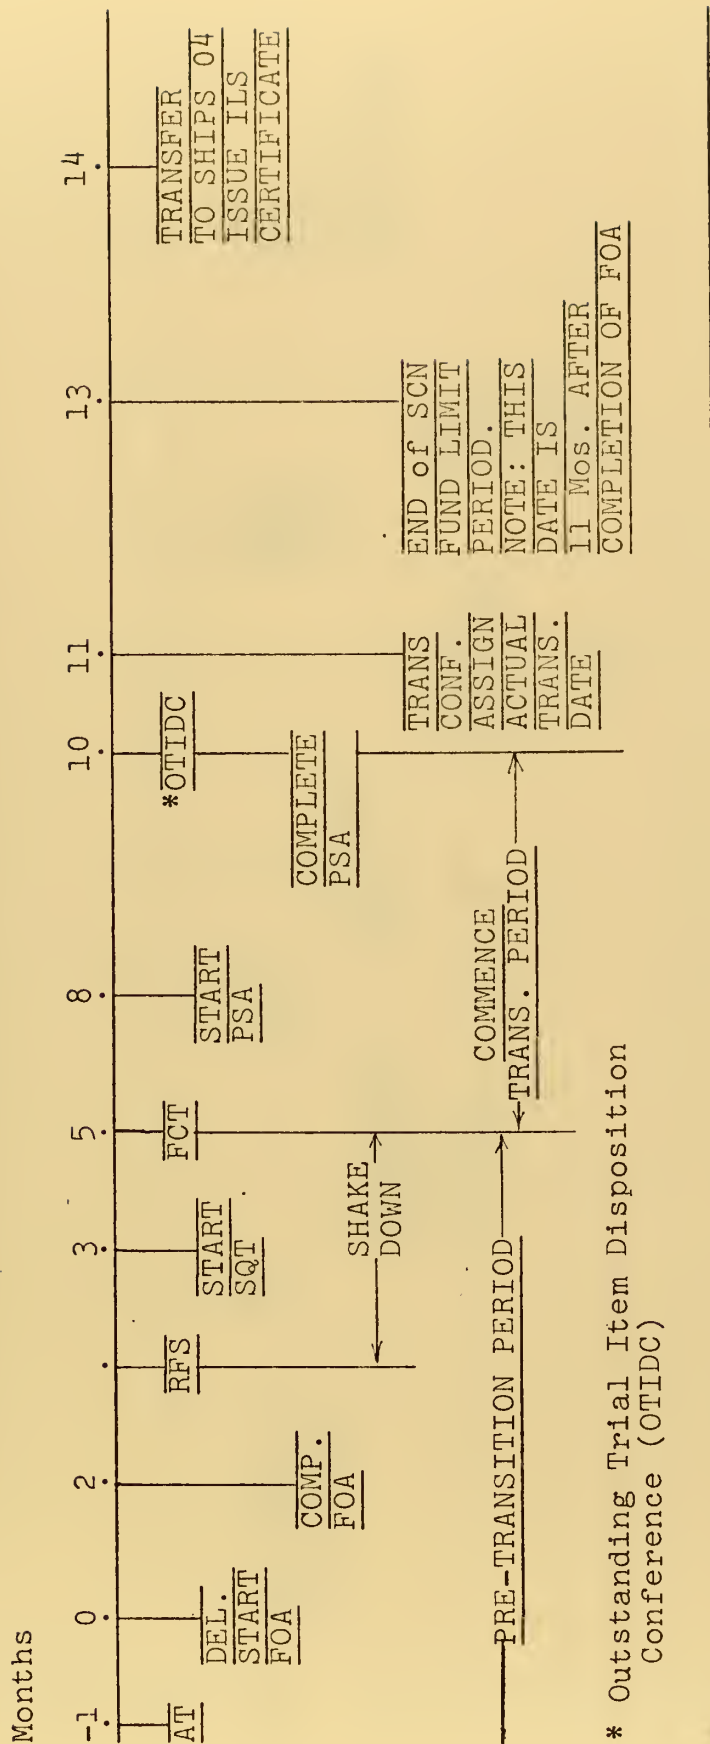 Months
-1 0 2 3 5 8 10 11 13 14
AT
DEL.
START
FOA
COMP.
FOA
RFS
START
SQT
FCT
START
PSA
*OTIDC
COMPLETE
PSA
TRANS
CONF.
ASSIGN
ACTUAL
TRANS.
DATE
END of SCN
FUND LIMIT
PERIOD.
NOTE: THIS
DATE IS
11 Mos. AFTER
COMPLETION OF FOA
TRANSFER
TO SHIPS 04
ISSUE ILS
CERTIFICATE
SHAKE
DOWN
PRE-TRANSITION PERIOD
COMMENCE
TRANS. PERIOD
* Outstanding Trial Item Disposition
Conference (OTIDC)